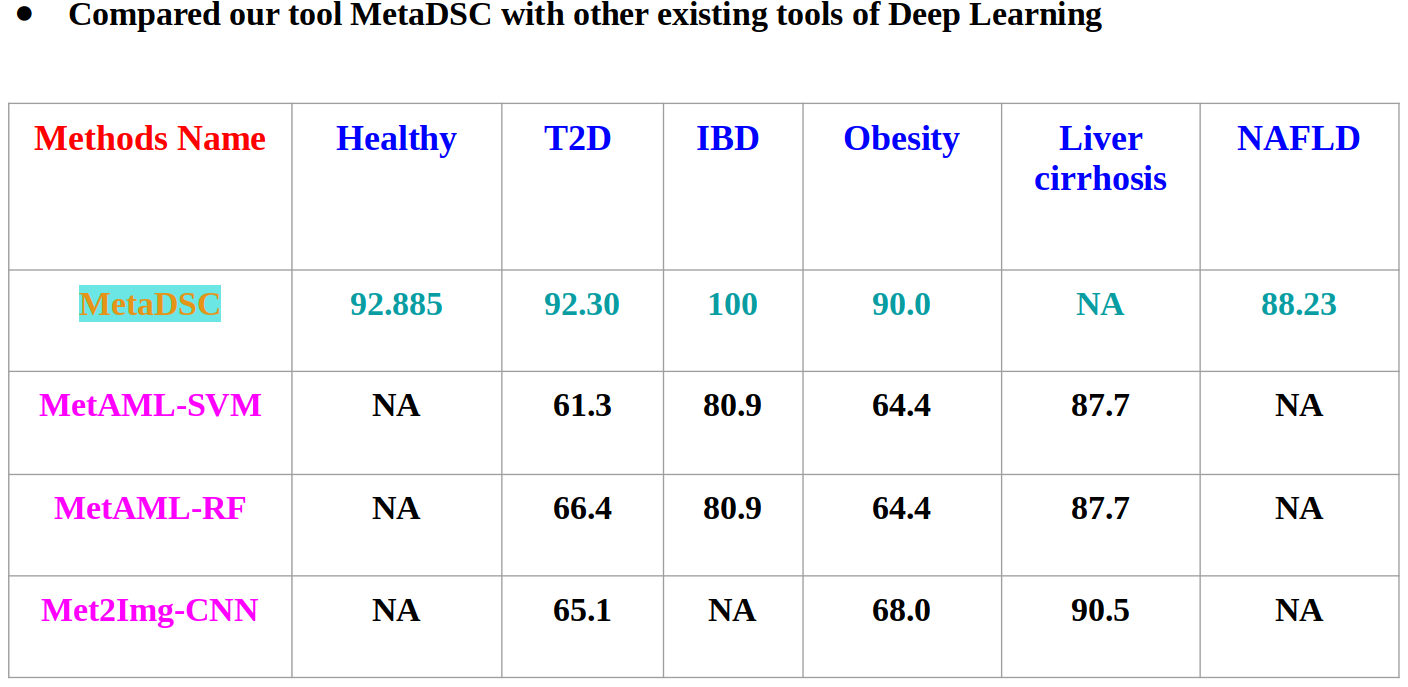 ● Compared our tool MetaDSC with other existing tools of Deep Learning
Methods Name Healthy T2D IBD Obesity Liver NAFLD
cirrhosis
MetaDSC 92.885 92.30 100 90.0 NA 88.23
MetAML-SVM NA 61.3 80.9 64.4 87.7 NA
MetAML-RF NA 66.4 80.9 64.4 87.7 NA
Met2Img-CNN NA 65.1 NA 68.0 90.5 NA